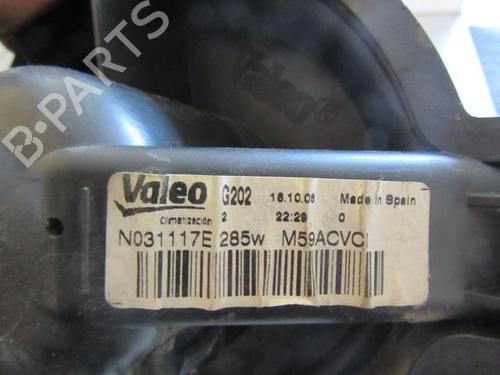 B-PARTS
Valeo®
Valeo G202 16.10.06 Made in Spain
Climatización 2 22:29 0
N031117E 285w M59ACVCI